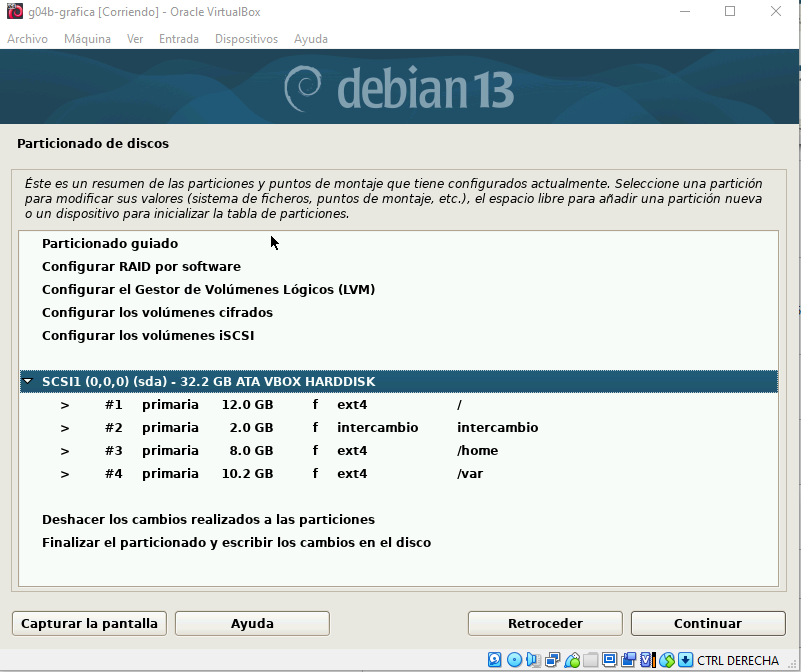 g04b-grafica [Corriendo] - Oracle VirtualBox
Archivo Máquina Ver Entrada Dispositivos Ayuda
debian 13
Particionado de discos
Éste es un resumen de las particiones y puntos de montaje que tiene configurados actualmente. Seleccione una partición
para modificar sus valores (sistema de ficheros, puntos de montaje, etc.), el espacio libre para añadir una partición nueva
o un dispositivo para inicializar la tabla de particiones.
Particionado guiado
Configurar RAID por software
Configurar el Gestor de Volúmenes Lógicos (LVM)
Configurar los volúmenes cifrados
Configurar los volúmenes iSCSI
SCSI1 (0,0,0) (sda) - 32.2 GB ATA VBOX HARDDISK
> #1 primaria 12.0 GB f ext4 /
> #2 primaria 2.0 GB f intercambio intercambio
> #3 primaria 8.0 GB f ext4 /home
> #4 primaria 10.2 GB f ext4 /var
Deshacer los cambios realizados a las particiones
Finalizar el particionado y escribir los cambios en el disco
Capturar la pantalla Ayuda Retroceder Continuar
CTRL DERECHA